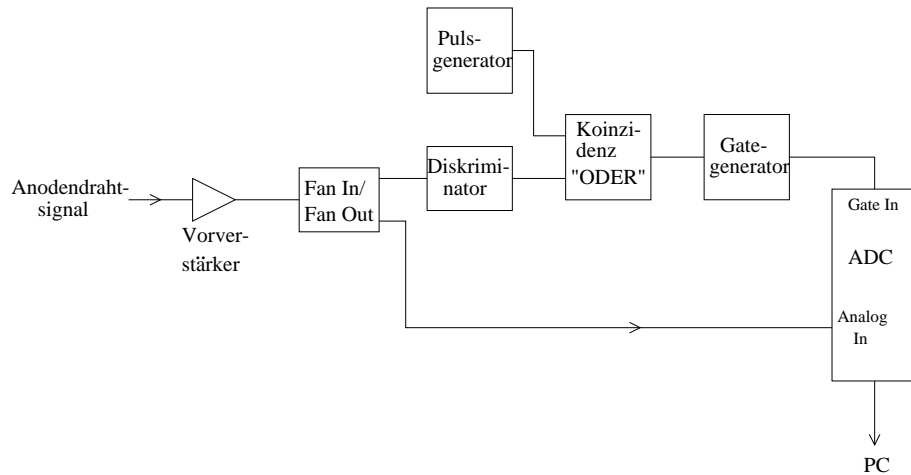 Puls-
generator
Koinzi-
denz
"ODER"
Gate-
generator
Diskrimi-
nator
Anodendraht-
signal
Fan In/
Fan Out
Vorver-
stärker
Gate In
ADC
Analog
In
PC